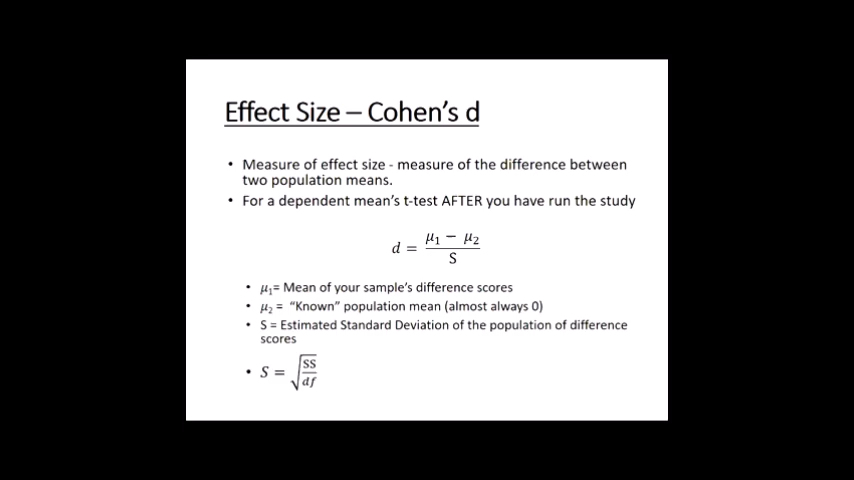 Effect Size – Cohen's d
• Measure of effect size - measure of the difference between
two population means.
• For a dependent mean's t-test AFTER you have run the study
d = (μ₁ − μ₂) / S
• μ₁= Mean of your sample's difference scores
• μ₂ = "Known" population mean (almost always 0)
• S = Estimated Standard Deviation of the population of difference
scores
• S = √(SS/df)